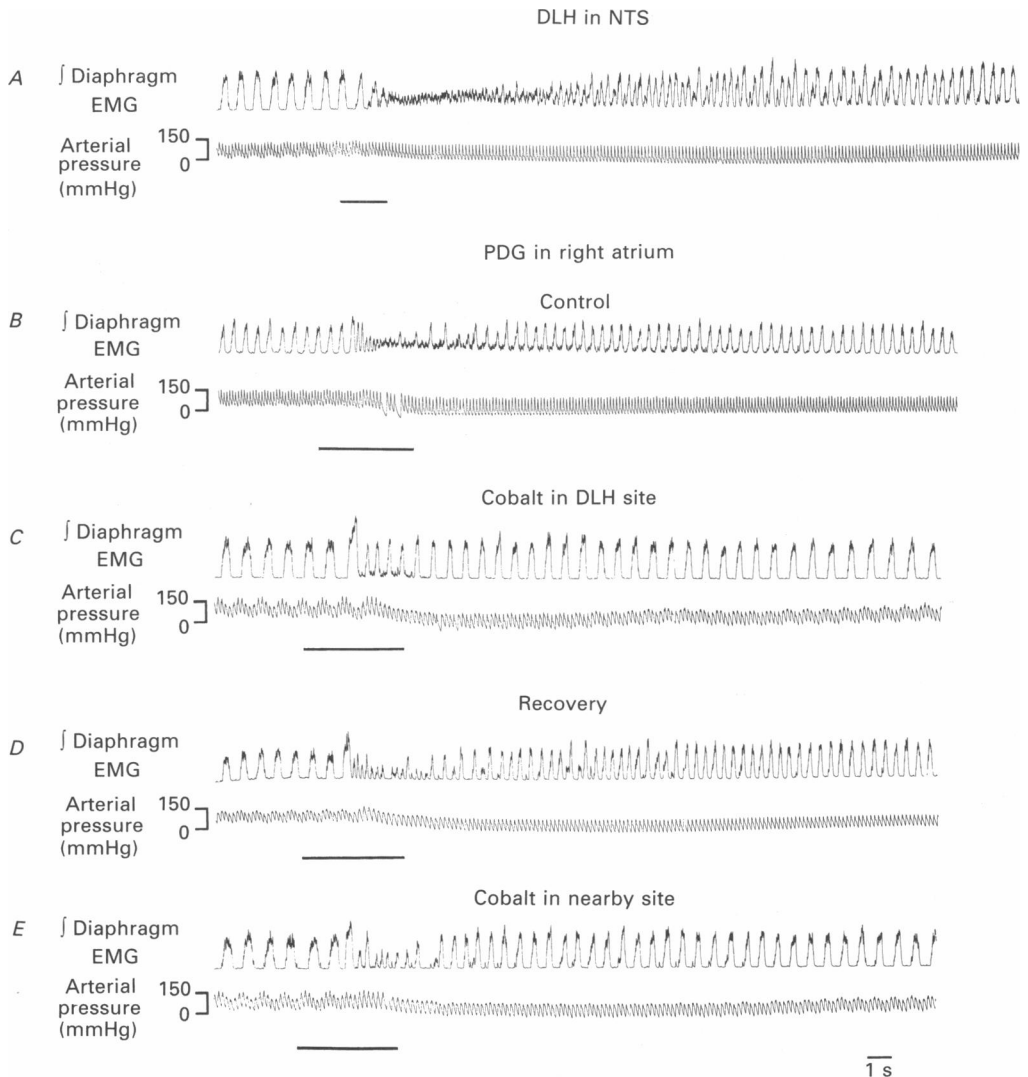 DLH in NTS
A
∫ Diaphragm
EMG
Arterial
pressure
(mmHg)
150
0
PDG in right atrium
Control
B
∫ Diaphragm
EMG
Arterial
pressure
(mmHg)
150
0
Cobalt in DLH site
C
∫ Diaphragm
EMG
Arterial
pressure
(mmHg)
150
0
Recovery
D
∫ Diaphragm
EMG
Arterial
pressure
(mmHg)
150
0
Cobalt in nearby site
E
∫ Diaphragm
EMG
Arterial
pressure
(mmHg)
150
0
1 s